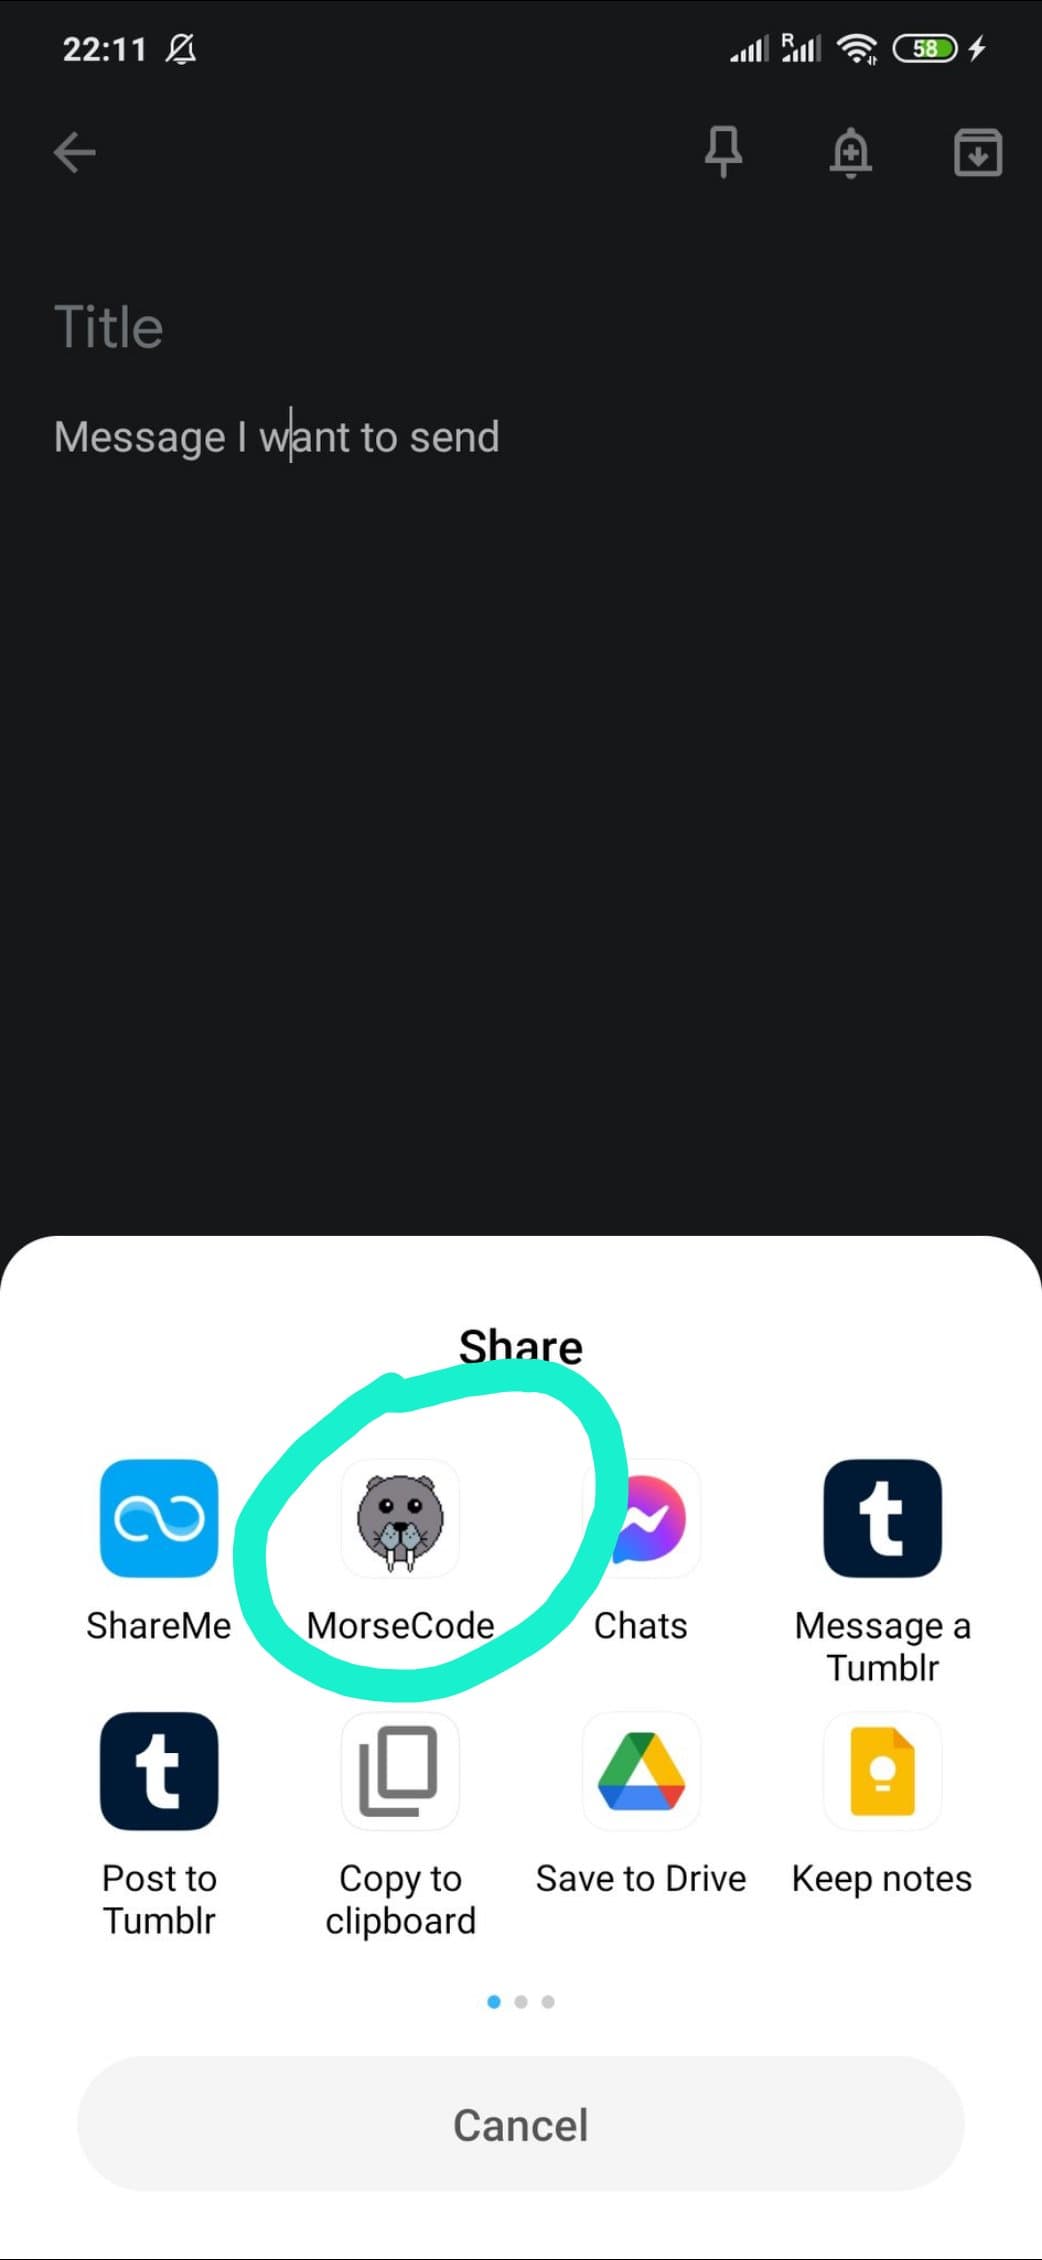 22:11
R
58
Title
Message I want to send
Share
ShareMe
MorseCode
Chats
Message a
Tumblr
Post to
Tumblr
Copy to
clipboard
Save to Drive
Keep notes
Cancel